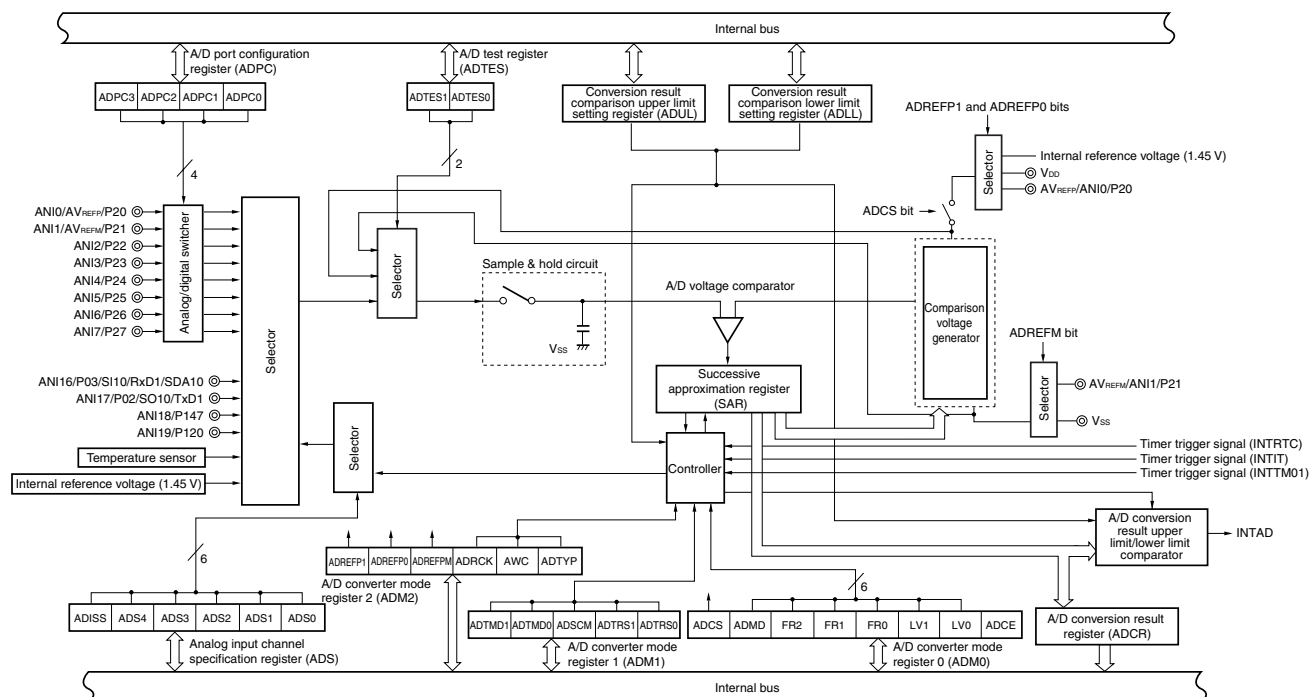 Internal bus
A/D port configuration
register (ADPC)
ADPC3 ADPC2 ADPC1 ADPC0
4
A/D test register
(ADTES)
ADTES1 ADTES0
2
Conversion result
comparison upper limit
setting register (ADUL)
Conversion result
comparison lower limit
setting register (ADLL)
ADREFP1 and ADREFP0 bits
Selector
Internal reference voltage (1.45 V)
VDD
AVREFP/ANI0/P20
ADCS bit
ANI0/AVREFP/P20
ANI1/AVREFM/P21
ANI2/P22
ANI3/P23
ANI4/P24
ANI5/P25
ANI6/P26
ANI7/P27
Analog/digital switcher
Selector
Selector
Sample & hold circuit
VSS
A/D voltage comparator
Comparison
voltage
generator
ADREFM bit
Selector
AVREFM/ANI1/P21
VSS
Successive
approximation register
(SAR)
ANI16/P03/SI10/RxD1/SDA10
ANI17/P02/SO10/TxD1
ANI18/P147
ANI19/P120
Temperature sensor
Internal reference voltage (1.45 V)
Selector
Controller
Timer trigger signal (INTRTC)
Timer trigger signal (INTIT)
Timer trigger signal (INTTM01)
A/D conversion
result upper
limit/lower limit
comparator
INTAD
6
ADREFP1 ADREFP0 ADREFPM ADRCK AWC ADTYP
A/D converter mode
register 2 (ADM2)
6
ADISS ADS4 ADS3 ADS2 ADS1 ADS0
Analog input channel
specification register (ADS)
ADTMD1 ADTMD0 ADSCM ADTRS1 ADTRS0
A/D converter mode
register 1 (ADM1)
ADCS ADMD FR2 FR1 FR0 LV1 LV0 ADCE
A/D converter mode
register 0 (ADM0)
A/D conversion result
register (ADCR)
Internal bus